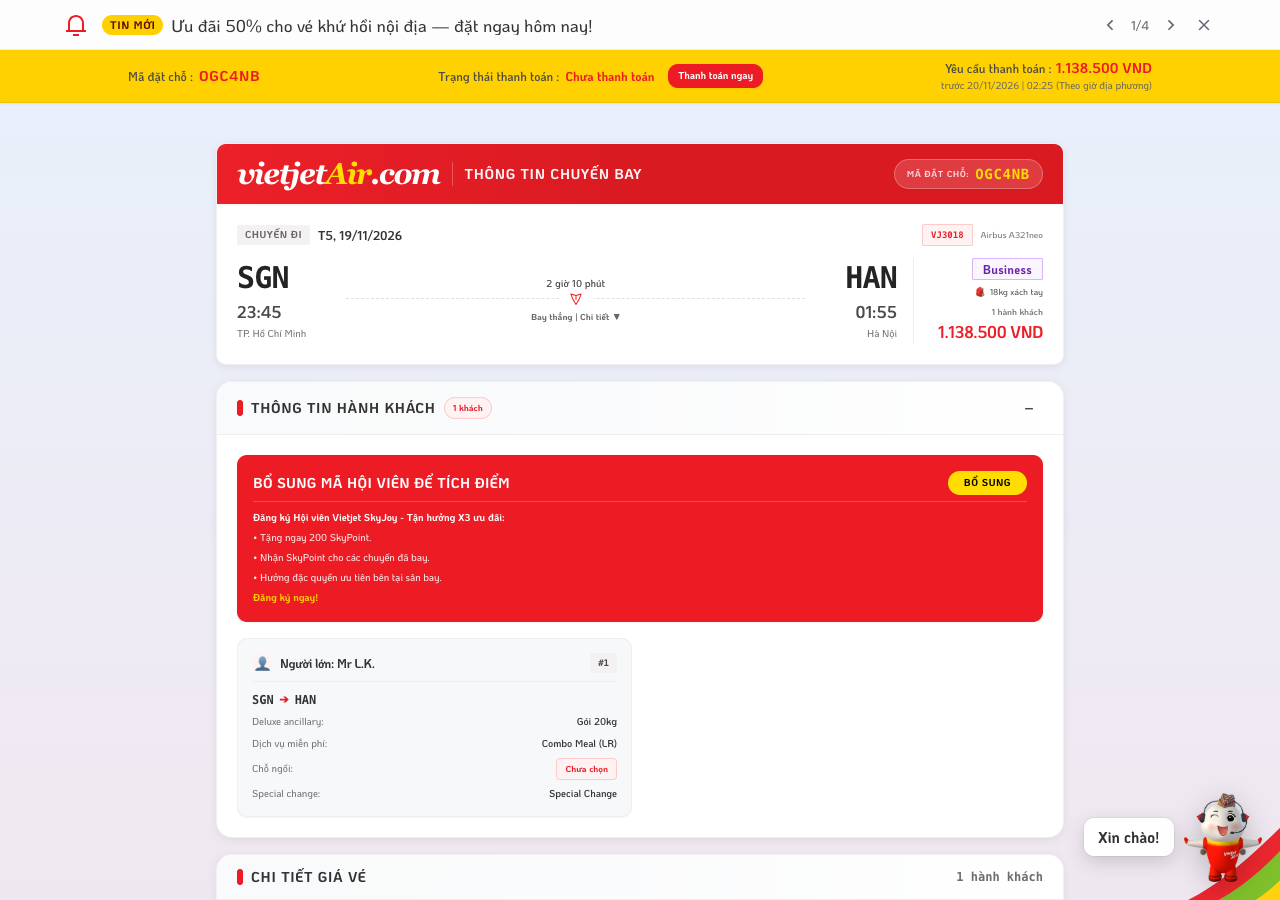 TIN MỚI Ưu đãi 50% cho vé khứ hồi nội địa — đặt ngay hôm nay! 1/4
Mã đặt chỗ : OGC4NB Trạng thái thanh toán : Chưa thanh toán Thanh toán ngay Yêu cầu thanh toán : 1.138.500 VND
trước 20/11/2026 | 02:25 (Theo giờ địa phương)
vietjetAir.com THÔNG TIN CHUYẾN BAY MÃ ĐẶT CHỖ: OGC4NB
CHUYẾN ĐI T5, 19/11/2026 VJ3018 Airbus A321neo
SGN 2 giờ 10 phút HAN Business
18kg xách tay
23:45 Bay thẳng | Chi tiết ▼ 01:55 1 hành khách
TP. Hồ Chí Minh Hà Nội 1.138.500 VND
THÔNG TIN HÀNH KHÁCH 1 khách –
BỔ SUNG MÃ HỘI VIÊN ĐỂ TÍCH ĐIỂM BỔ SUNG
Đăng ký Hội viên Vietjet SkyJoy - Tận hưởng X3 ưu đãi:
• Tặng ngay 200 SkyPoint.
• Nhận SkyPoint cho các chuyến đã bay.
• Hưởng đặc quyền ưu tiên bên tại sân bay.
Đăng ký ngay!
Người lớn: Mr L.K. #1
SGN ➔ HAN
Deluxe ancillary: Gói 20kg
Dịch vụ miễn phí: Combo Meal (LR)
Chỗ ngồi: Chưa chọn
Special change: Special Change
Xin chào!
CHI TIẾT GIÁ VÉ 1 hành khách